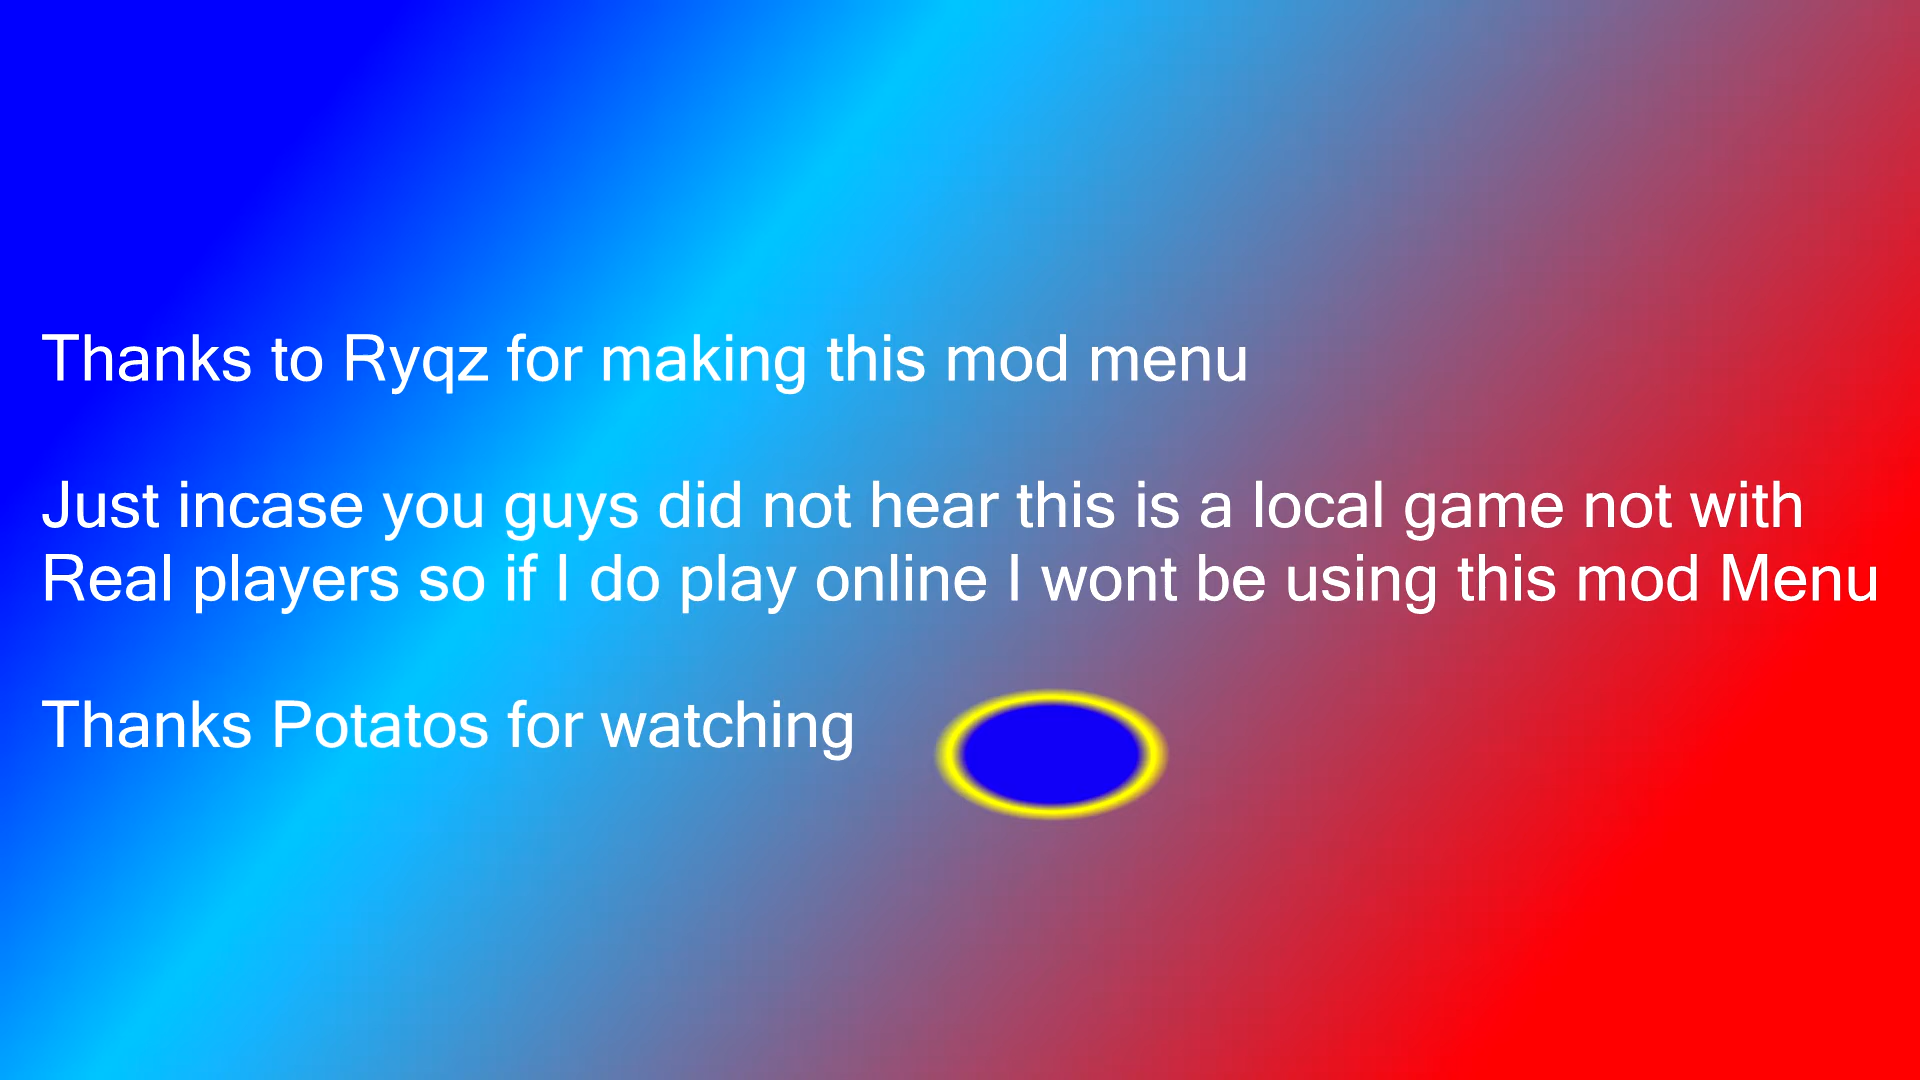 Thanks to Ryqz for making this mod menu
Just incase you guys did not hear this is a local game not with
Real players so if I do play online I wont be using this mod Menu
Thanks Potatos for watching